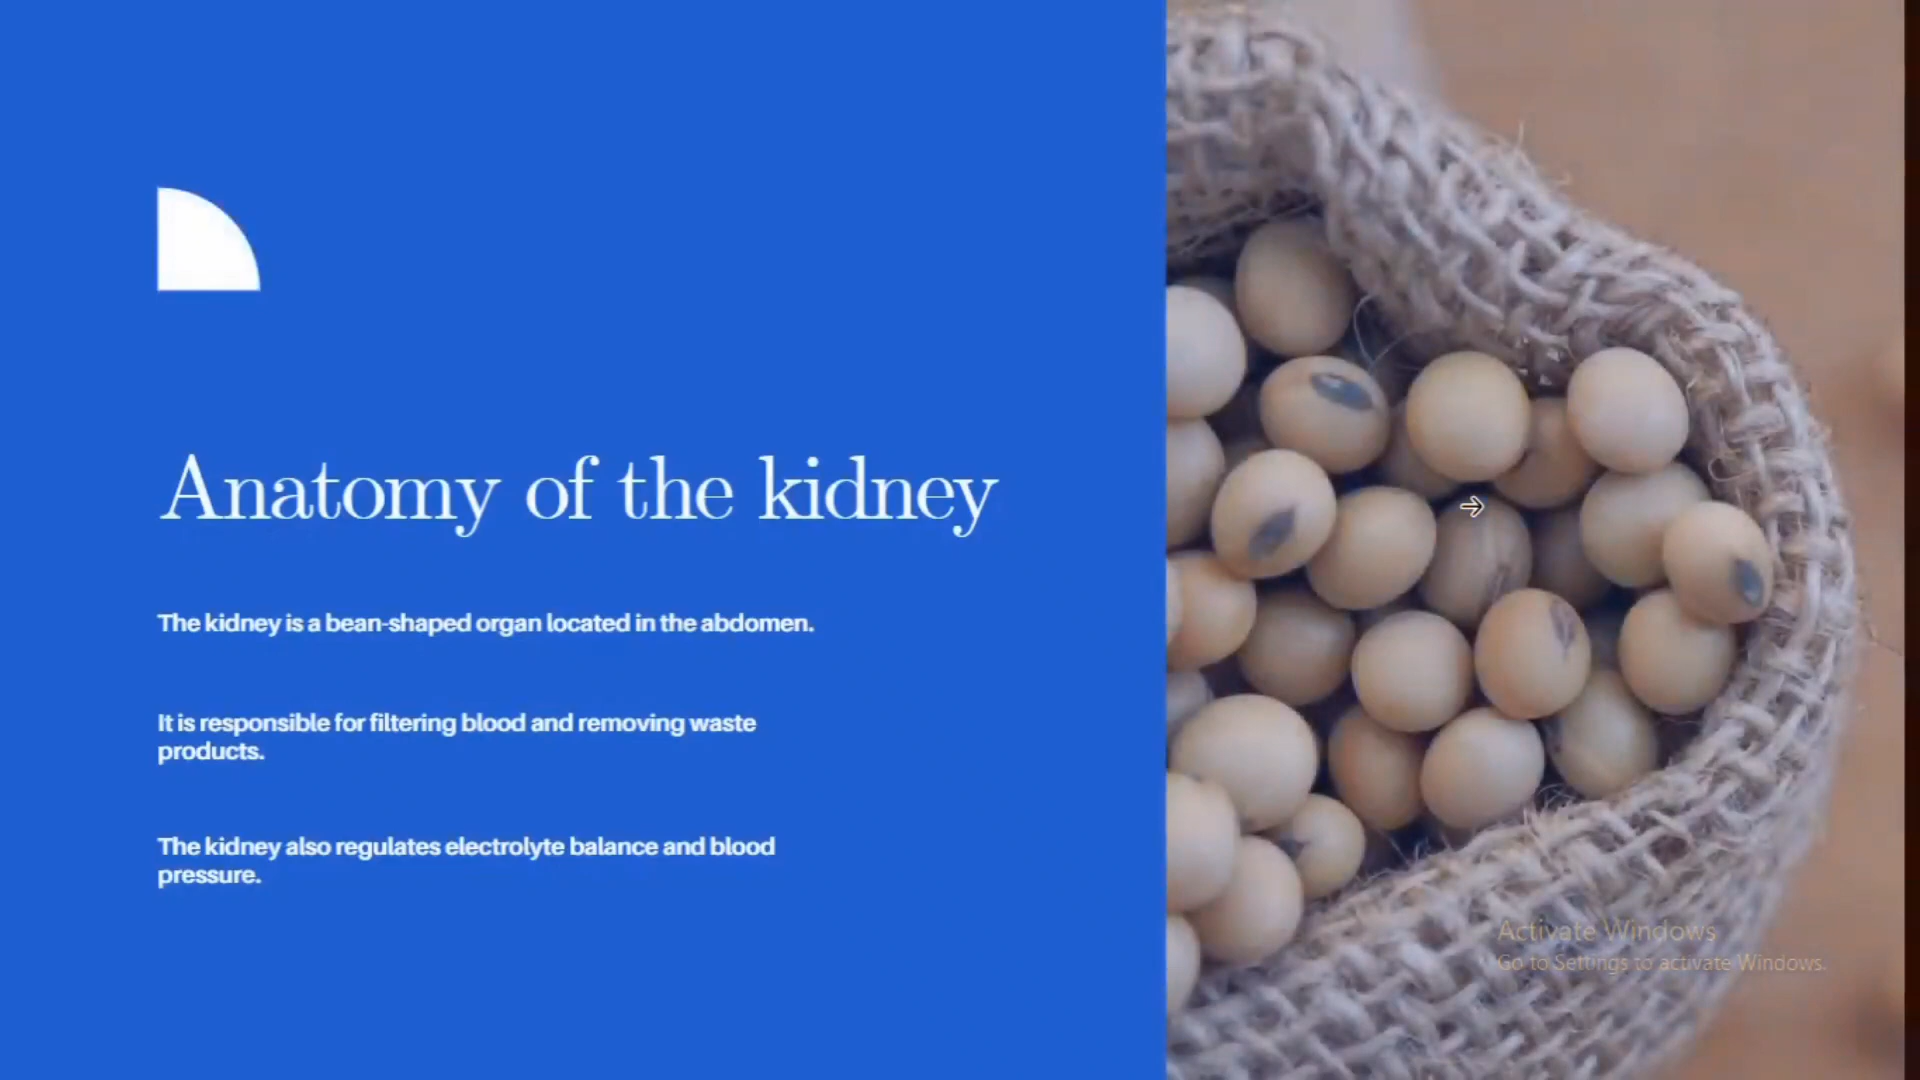 Anatomy of the kidney
The kidney is a bean-shaped organ located in the abdomen.
It is responsible for filtering blood and removing waste
products.
The kidney also regulates electrolyte balance and blood
pressure.
Activate Windows
Go to Settings to activate Windows.